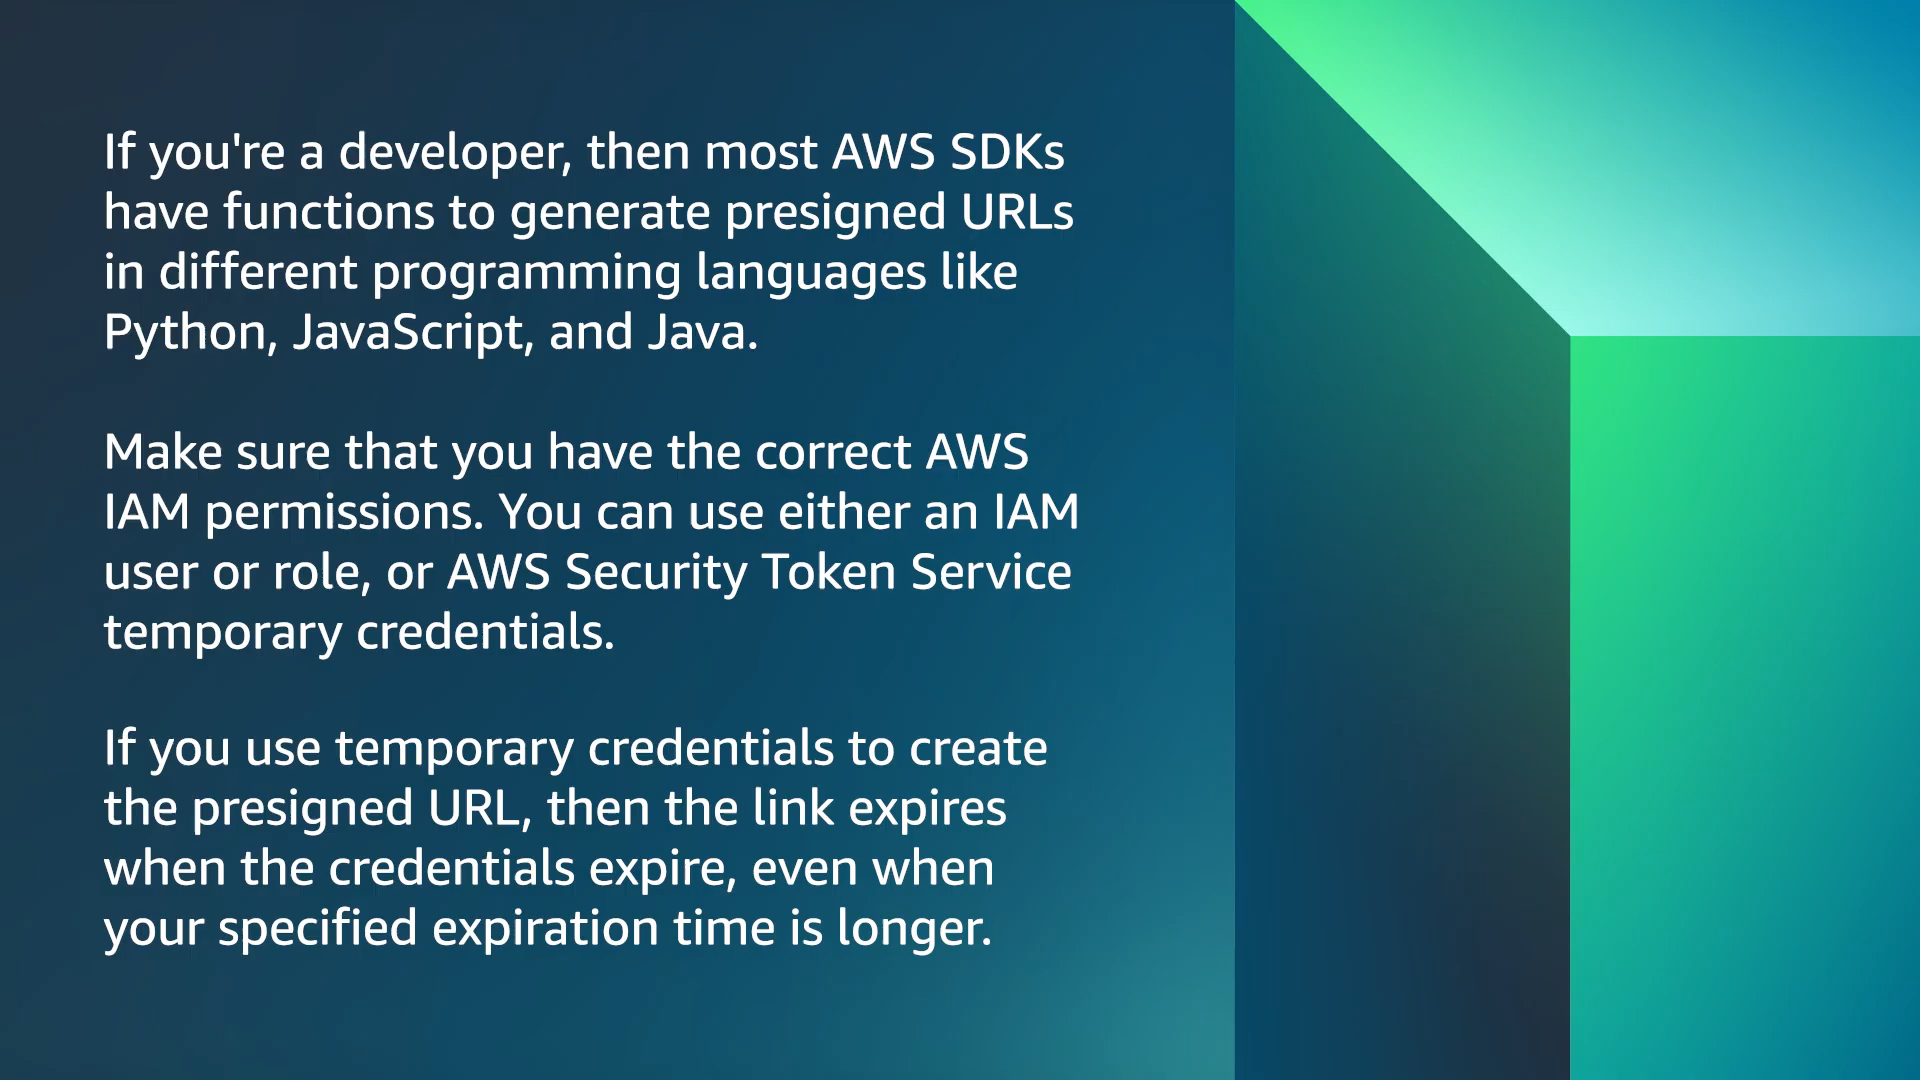 If you're a developer, then most AWS SDKs
have functions to generate presigned URLs
in different programming languages like
Python, JavaScript, and Java.
Make sure that you have the correct AWS
IAM permissions. You can use either an IAM
user or role, or AWS Security Token Service
temporary credentials.
If you use temporary credentials to create
the presigned URL, then the link expires
when the credentials expire, even when
your specified expiration time is longer.